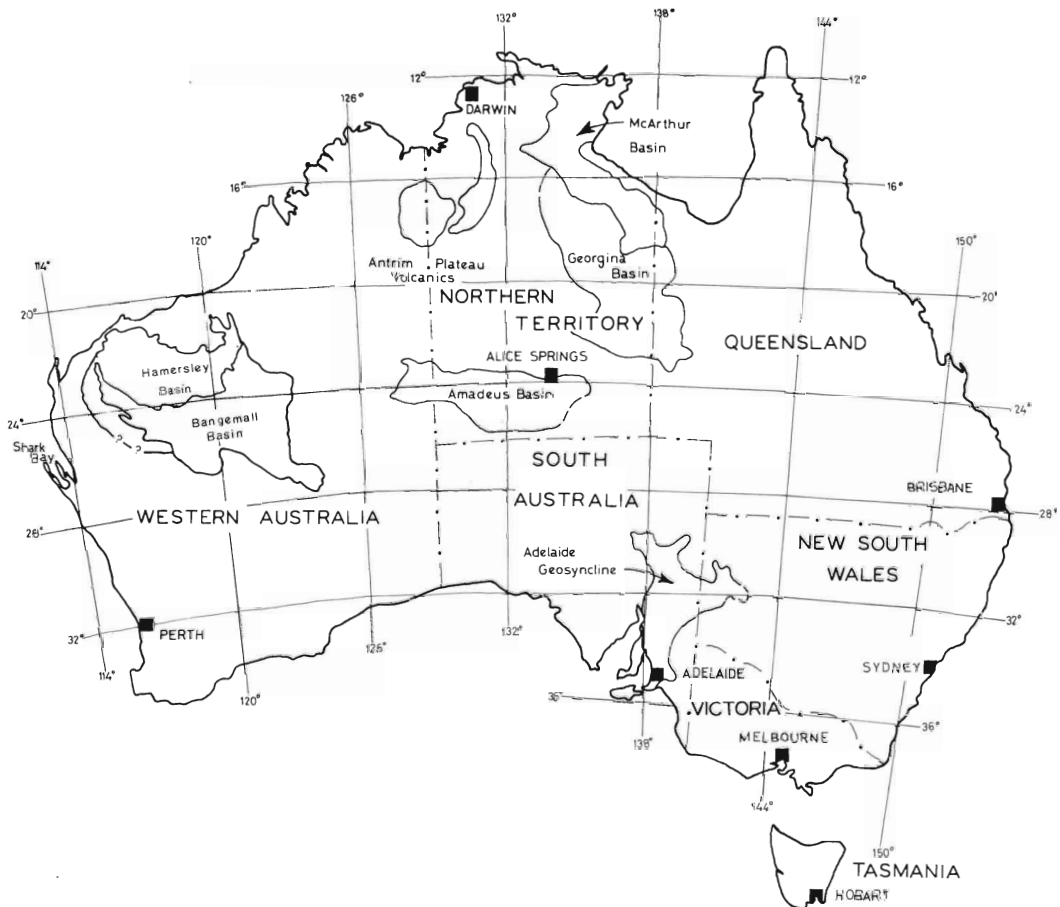 132°
138°
144°
12°
12°
126°
DARWIN
McArthur
Basin
16°
16°
120°
150°
114°
Antrim Plateau
Volcanics
Georgina
Basin
20°
20°
NORTHERN
TERRITORY
QUEENSLAND
ALICE SPRINGS
Hamersley
Basin
Amadeus Basin
24°
24°
Bangemall
Basin
? ?
Shark
Bay
SOUTH
AUSTRALIA
BRISBANE
28°
WESTERN AUSTRALIA
28°
NEW SOUTH
WALES
Adelaide
Geosyncline
32°
32°
PERTH
132°
126°
114°
120°
ADELAIDE
SYDNEY
36°
VICTORIA
36°
138°
MELBOURNE
144°
150°
TASMANIA
HOBART